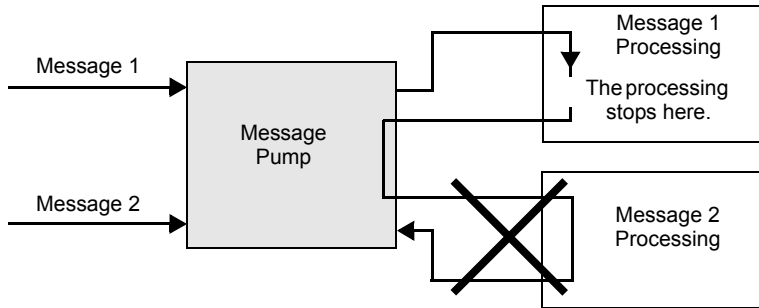 Message 1
Message 2
Message
Pump
Message 1
Processing
The processing
stops here.
Message 2
Processing